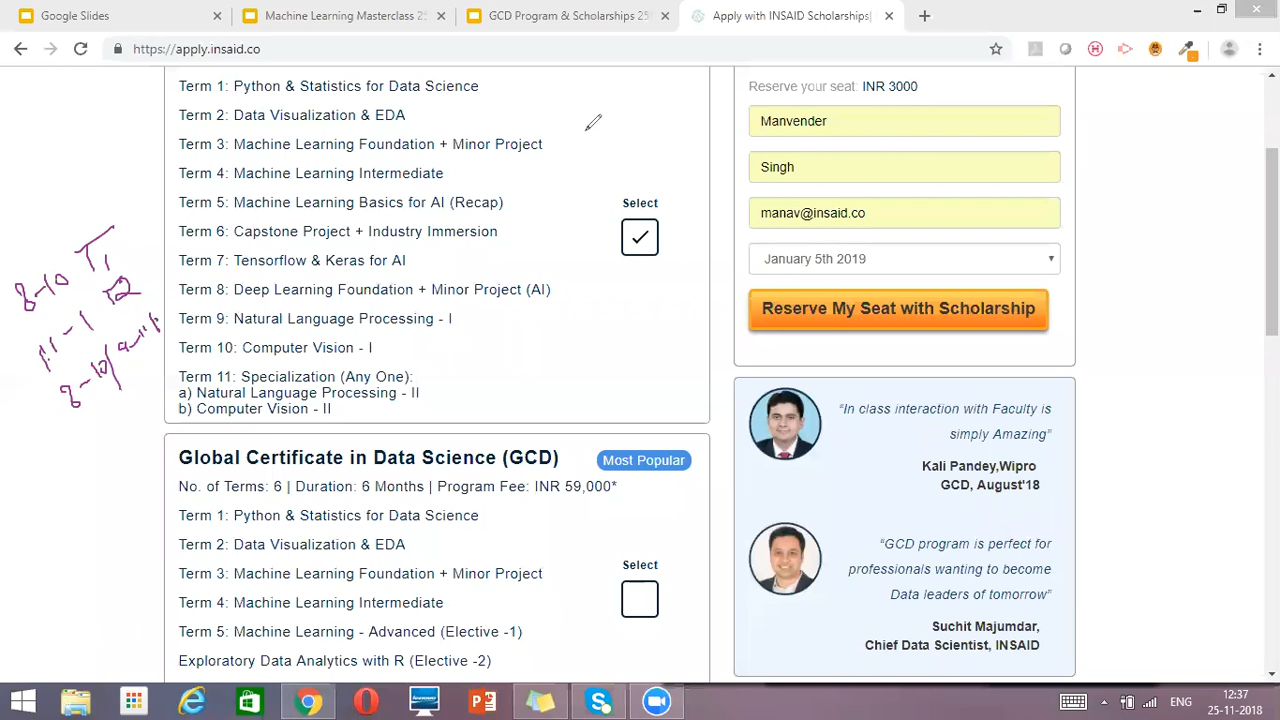 Google Slides
Machine Learning Masterclass 2
GCD Program & Scholarships 25
Apply with INSAID Scholarships|
https://apply.insaid.co
Term 1: Python & Statistics for Data Science
Term 2: Data Visualization & EDA
Term 3: Machine Learning Foundation + Minor Project
Term 4: Machine Learning Intermediate
Term 5: Machine Learning Basics for AI (Recap)
Term 6: Capstone Project + Industry Immersion
Term 7: Tensorflow & Keras for AI
Term 8: Deep Learning Foundation + Minor Project (AI)
Term 9: Natural Language Processing - I
Term 10: Computer Vision - I
Term 11: Specialization (Any One):
a) Natural Language Processing - II
b) Computer Vision - II
Select
T1
8-10
2
11-1
8-10/9-11
Global Certificate in Data Science (GCD)
Most Popular
No. of Terms: 6 | Duration: 6 Months | Program Fee: INR 59,000*
Term 1: Python & Statistics for Data Science
Term 2: Data Visualization & EDA
Term 3: Machine Learning Foundation + Minor Project
Term 4: Machine Learning Intermediate
Term 5: Machine Learning - Advanced (Elective -1)
Exploratory Data Analytics with R (Elective -2)
Select
Reserve your seat: INR 3000
Manvender
Singh
manav@insaid.co
January 5th 2019
Reserve My Seat with Scholarship
“In class interaction with Faculty is
simply Amazing”
Kali Pandey,Wipro
GCD, August'18
“GCD program is perfect for
professionals wanting to become
Data leaders of tomorrow”
Suchit Majumdar,
Chief Data Scientist, INSAID
ENG
12:37
25-11-2018